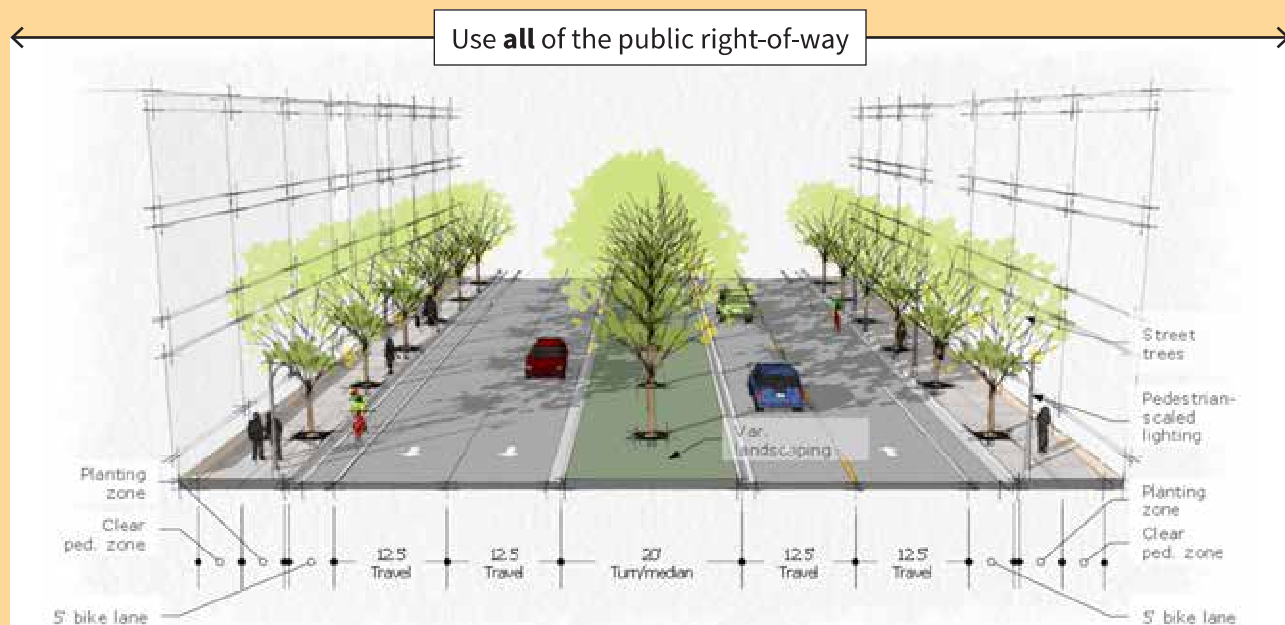 Use all of the public right-of-way
Street
trees
Pedestrian-
scaled
lighting
Var.
landscaping
Planting
zone
Clear
ped. zone
5' bike lane
12.5'
Travel
12.5
Travel
20'
Turn/median
12.5'
Travel
12.5'
Travel
Planting
zone
Clear
ped. zone
5' bike lane